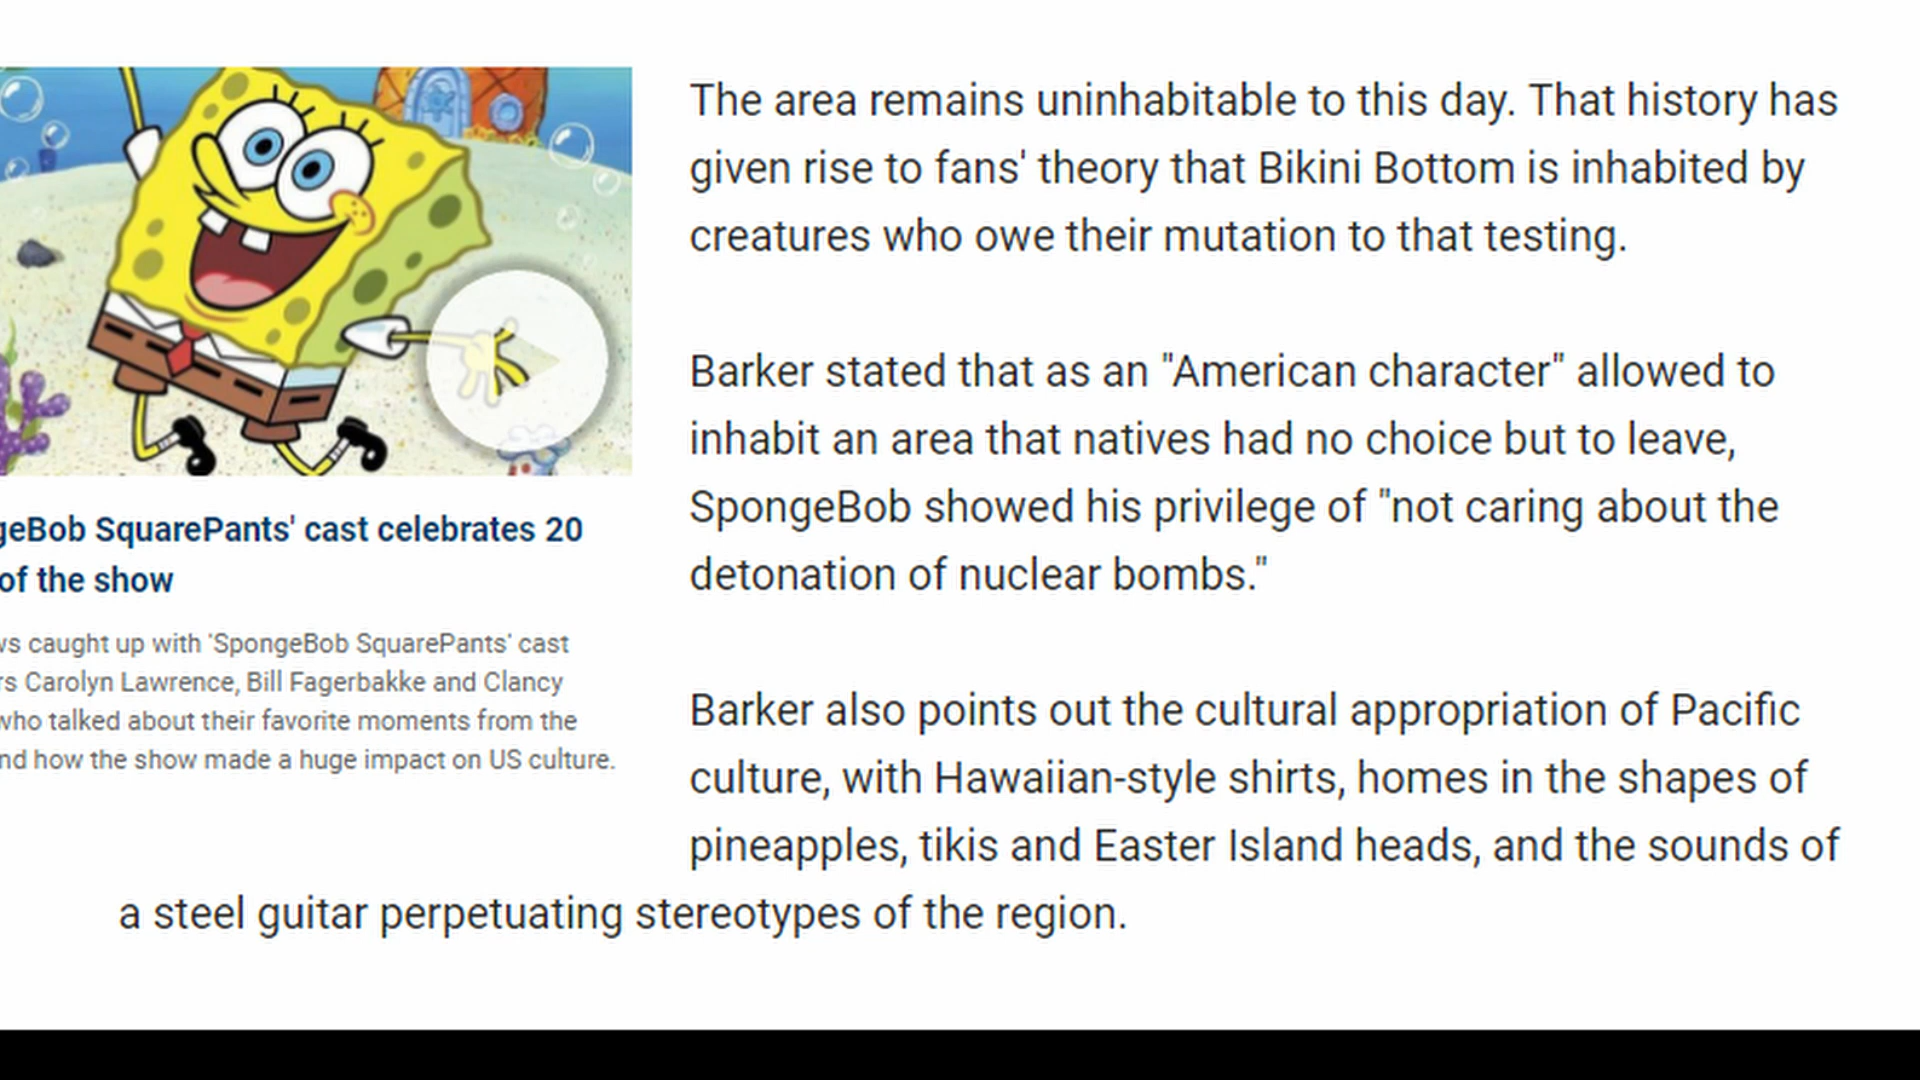 The area remains uninhabitable to this day. That history has
given rise to fans' theory that Bikini Bottom is inhabited by
creatures who owe their mutation to that testing.
Barker stated that as an "American character" allowed to
inhabit an area that natives had no choice but to leave,
SpongeBob showed his privilege of "not caring about the
detonation of nuclear bombs."
Barker also points out the cultural appropriation of Pacific
culture, with Hawaiian-style shirts, homes in the shapes of
pineapples, tikis and Easter Island heads, and the sounds of
a steel guitar perpetuating stereotypes of the region.
geBob SquarePants' cast celebrates 20
of the show
ws caught up with 'SpongeBob SquarePants' cast
rs Carolyn Lawrence, Bill Fagerbakke and Clancy
who talked about their favorite moments from the
nd how the show made a huge impact on US culture.